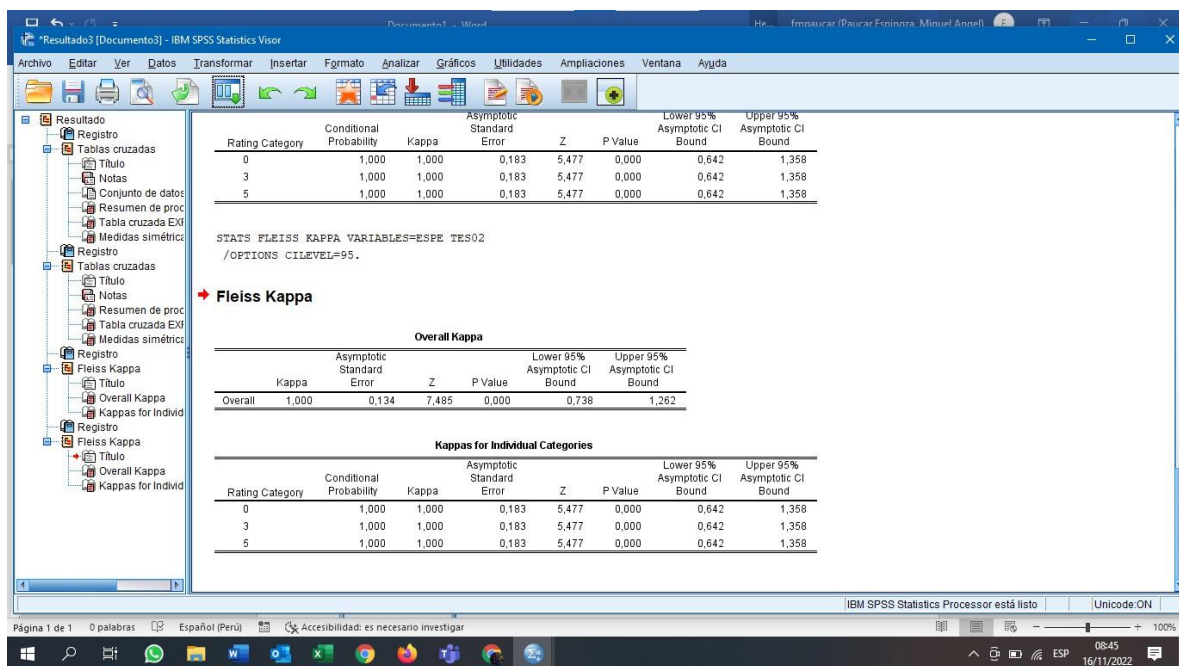 Documento1 - Word
He...
fmpaucar (Paucar Espinoza, Miguel Angel)
*Resultado3 [Documento3] - IBM SPSS Statistics Visor
Archivo Editar Ver Datos Transformar Insertar Formato Analizar Gráficos Utilidades Ampliaciones Ventana Ayuda
Resultado
Registro
Tablas cruzadas
Título
Notas
Conjunto de datos
Resumen de proc
Tabla cruzada EXF
Medidas simétrica
Registro
Tablas cruzadas
Título
Notas
Resumen de proc
Tabla cruzada EXF
Medidas simétrica
Registro
Fleiss Kappa
Título
Overall Kappa
Kappas for Individ
Registro
Fleiss Kappa
Título
Overall Kappa
Kappas for Individ
Asymptotic Lower 95% Upper 95%
Conditional Standard Asymptotic CI Asymptotic CI
Rating Category Probability Kappa Error Z P Value Bound Bound
0 1,000 1,000 0,183 5,477 0,000 0,642 1,358
3 1,000 1,000 0,183 5,477 0,000 0,642 1,358
5 1,000 1,000 0,183 5,477 0,000 0,642 1,358
STATS FLEISS KAPPA VARIABLES=ESPE TES02
/OPTIONS CILEVEL=95.
Fleiss Kappa
Overall Kappa
Asymptotic Lower 95% Upper 95%
Standard Asymptotic CI Asymptotic CI
Kappa Error Z P Value Bound Bound
Overall 1,000 0,134 7,485 0,000 0,738 1,262
Kappas for Individual Categories
Asymptotic Lower 95% Upper 95%
Conditional Standard Asymptotic CI Asymptotic CI
Rating Category Probability Kappa Error Z P Value Bound Bound
0 1,000 1,000 0,183 5,477 0,000 0,642 1,358
3 1,000 1,000 0,183 5,477 0,000 0,642 1,358
5 1,000 1,000 0,183 5,477 0,000 0,642 1,358
IBM SPSS Statistics Processor está listo Unicode:ON
Página 1 de 1 0 palabras Español (Perú) Accesibilidad: es necesario investigar 100%
ESP 08:45
16/11/2022